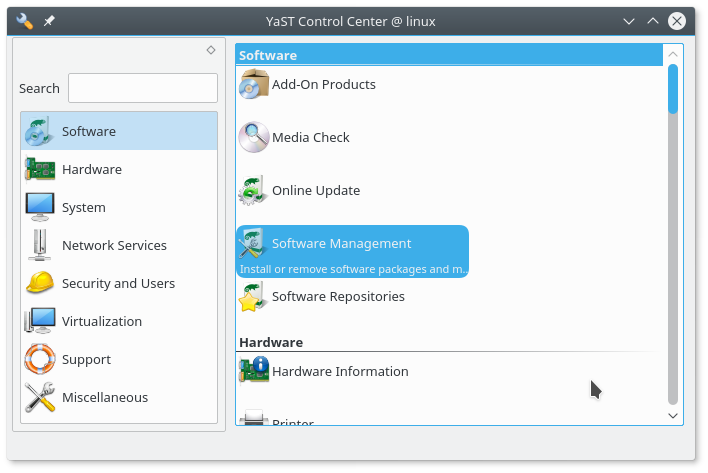 YaST Control Center @ linux
Search
Software
Hardware
System
Network Services
Security and Users
Virtualization
Support
Miscellaneous
Software
Add-On Products
Media Check
Online Update
Software Management
Install or remove software packages and m...
Software Repositories
Hardware
Hardware Information
Printer